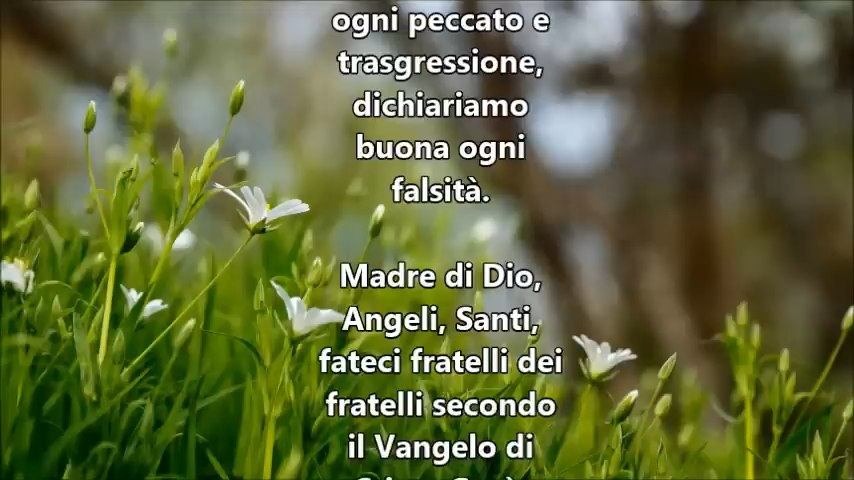 ogni peccato e
trasgressione,
dichiariamo
buona ogni
falsità.
Madre di Dio,
Angeli, Santi,
fateci fratelli dei
fratelli secondo
il Vangelo di